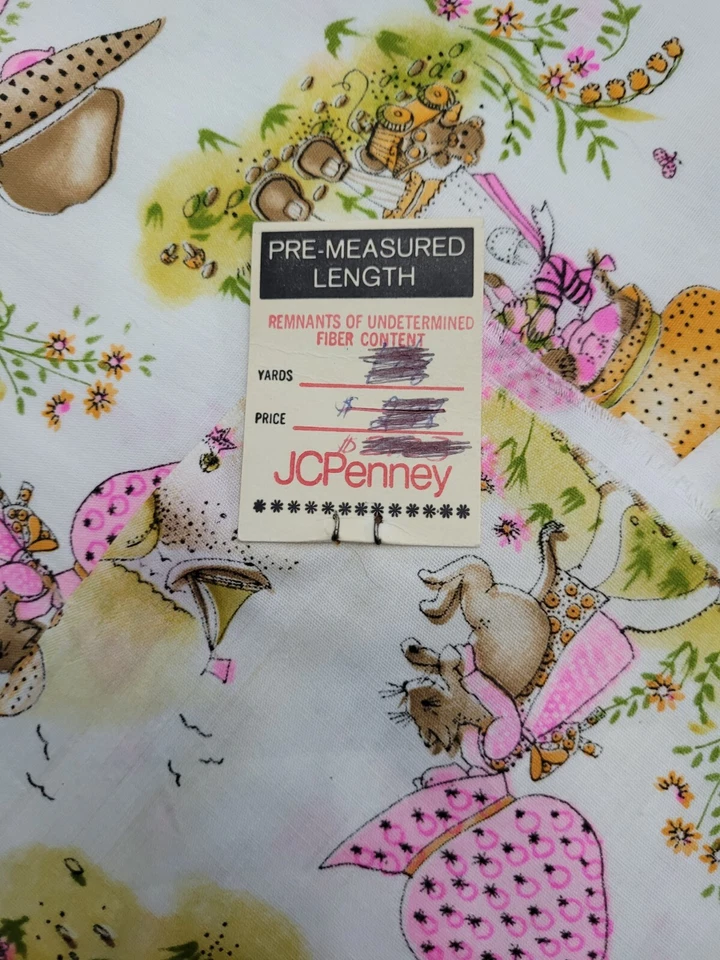 PRE-MEASURED
LENGTH
REMNANTS OF UNDETERMINED
FIBER CONTENT
YARDS
PRICE $
$
JCPenney
***************